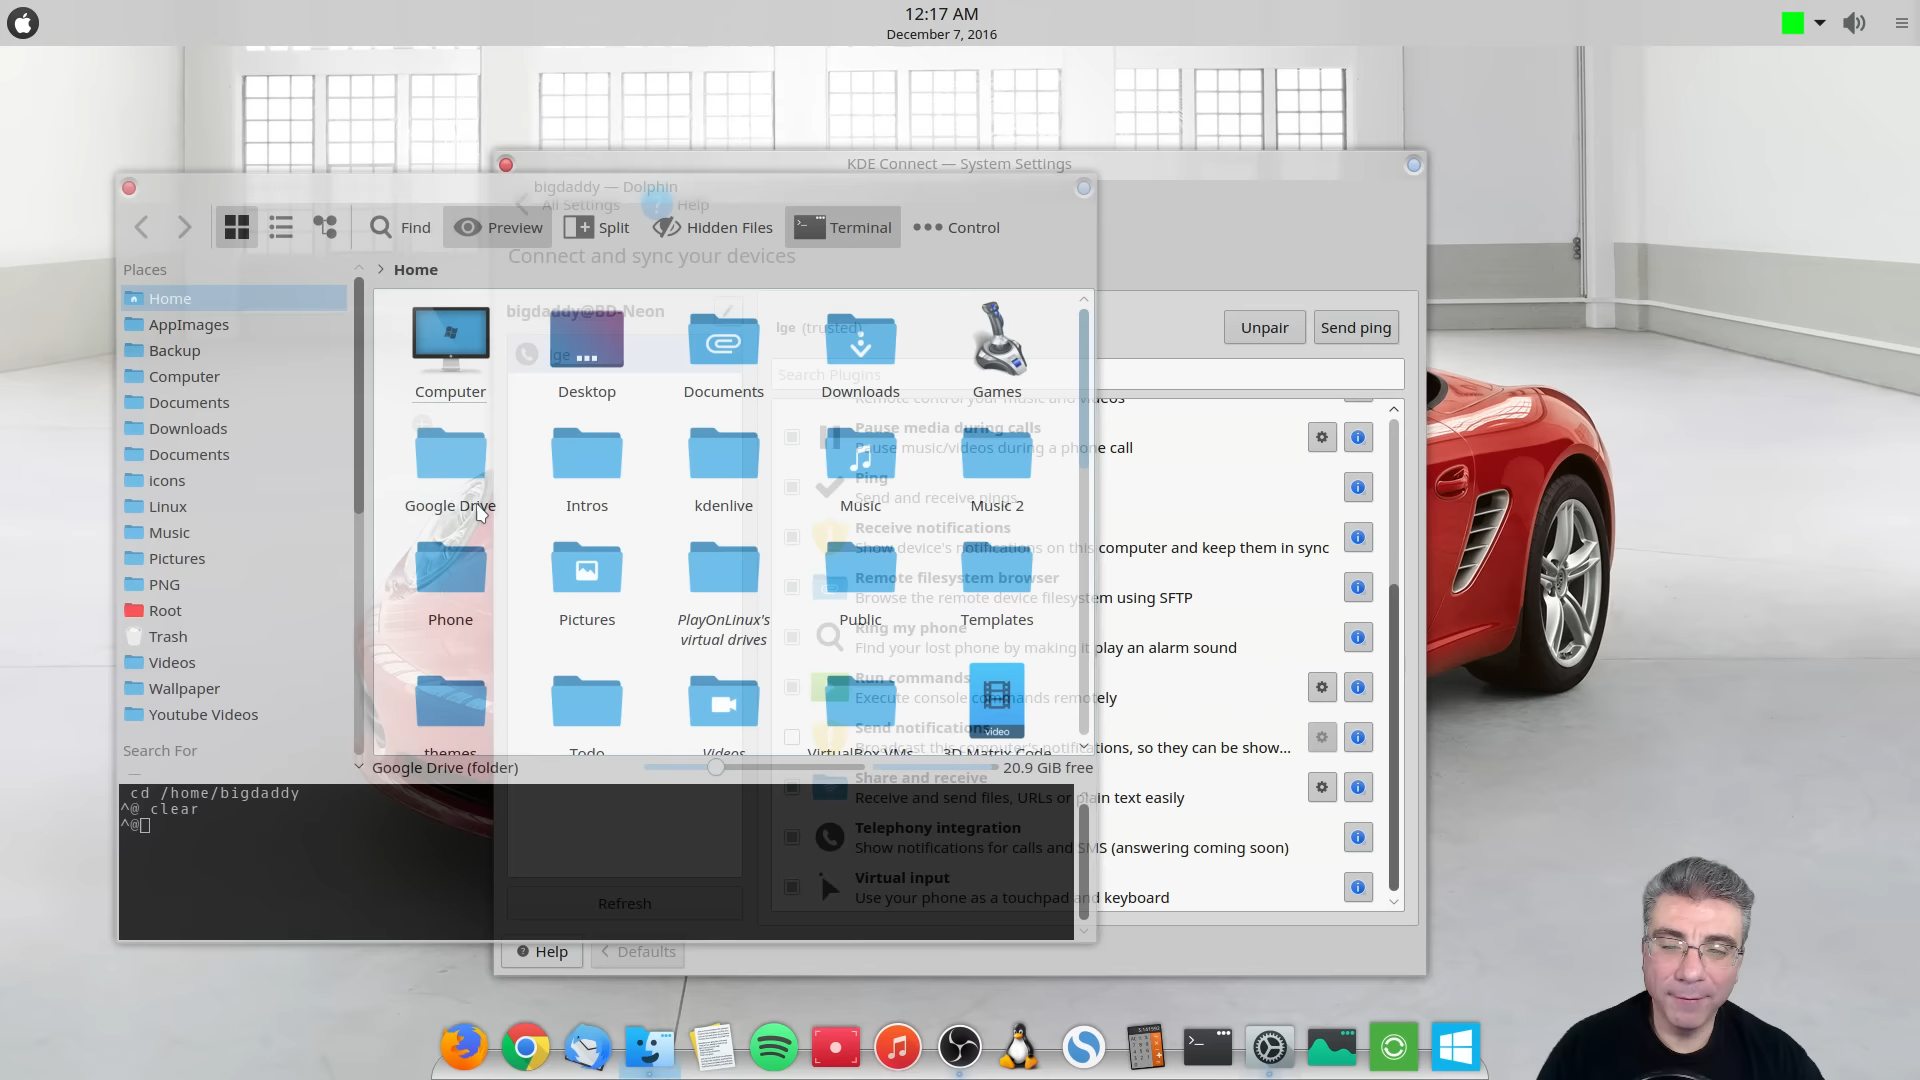 12:17 AM
December 7, 2016
KDE Connect — System Settings
bigdaddy — Dolphin
All Settings
Help
Find
Preview
Split
Hidden Files
Terminal
Control
Connect and sync your devices
Places
Home
Home
AppImages
Backup
Computer
Documents
Downloads
Documents
icons
Linux
Music
Pictures
PNG
Root
Trash
Videos
Wallpaper
Youtube Videos
Search For
bigdaddy@BD-Neon
lge (trusted)
Unpair
Send ping
Search Plugins
Computer
Desktop
Documents
Downloads
Games
Google Drive
Intros
kdenlive
Music
Music 2
Phone
Pictures
PlayOnLinux's
virtual drives
Public
Templates
themes
Todo
Videos
VirtualBox VMs
3D Matrix Code
video
Remote control your music and videos
Pause media during calls
Pause music/videos during a phone call
Ping
Send and receive pings
Receive notifications
Show device's notifications on this computer and keep them in sync
Remote filesystem browser
Browse the remote device filesystem using SFTP
Ring my phone
Find your lost phone by making it play an alarm sound
Run commands
Execute console commands remotely
Send notifications
Broadcast this computer's notifications, so they can be show...
Share and receive
Receive and send files, URLs or plain text easily
Telephony integration
Show notifications for calls and SMS (answering coming soon)
Virtual input
Use your phone as a touchpad and keyboard
Google Drive (folder)
20.9 GiB free
cd /home/bigdaddy
^@ clear
^@
Refresh
Help
Defaults